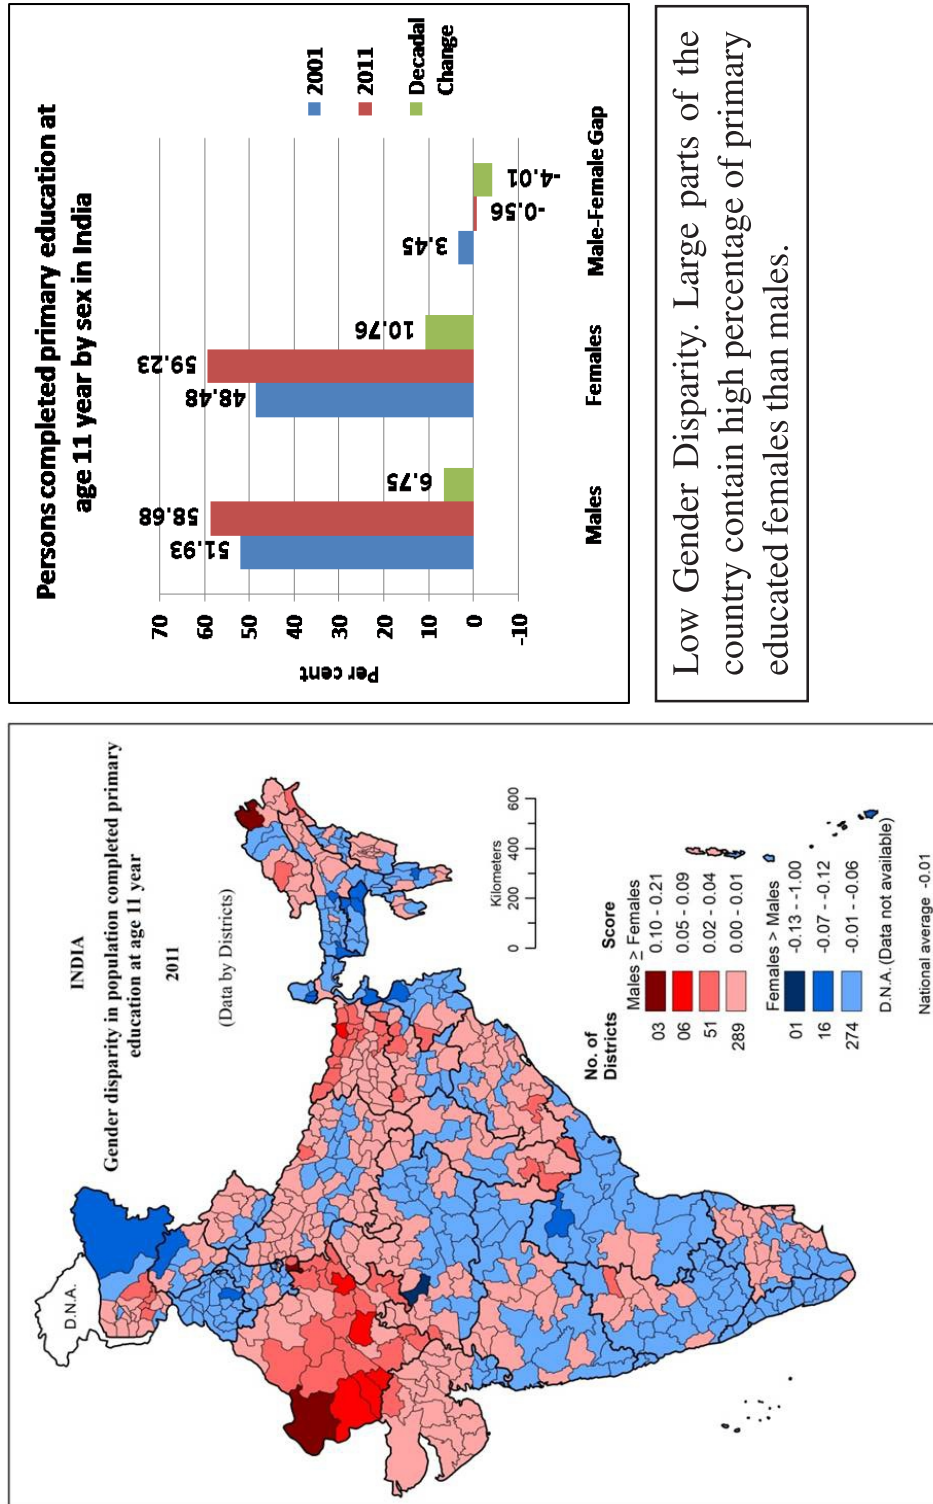 INDIA
Gender disparity in population completed primary
education at age 11 year
2011
(Data by Districts)
D.N.A.
0 200 400 600
Kilometers
No. of
Districts
Score
Males ≥ Females
03 0.10 - 0.21
06 0.05 - 0.09
51 0.02 - 0.04
289 0.00 - 0.01
Females > Males
01 -0.13 - -1.00
16 -0.07 - -0.12
274 -0.01 - -0.06
D.N.A.(Data not available)
National average -0.01
Persons completed primary education at
age 11 year by sex in India
Per cent
70
60
50
40
30
20
10
0
-10
51.93
58.68
6.75
48.48
59.23
10.76
3.45
-0.56
-4.01
Males
Females
Male-Female Gap
2001
2011
Decadal
Change
Low Gender Disparity. Large parts of the
country contain high percentage of primary
educated females than males.